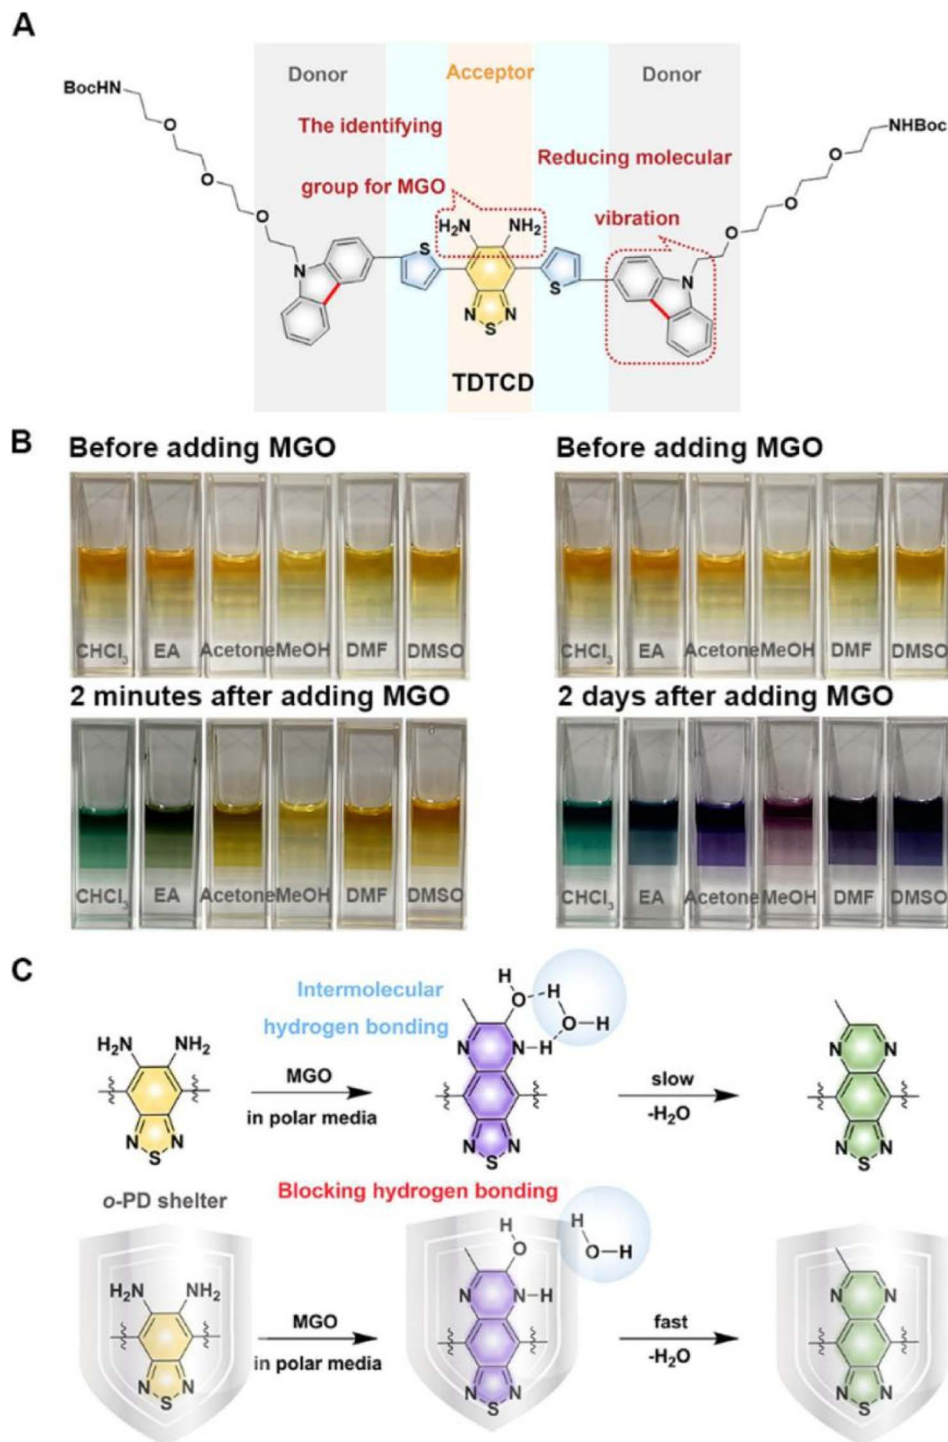 A
Donor Acceptor Donor
BocHN
NHBoc
The identifying
Reducing molecular
group for MGO
vibration
H₂N NH₂
O
O
O
O
O
O
N
S
S
N
N N
S
TDTCD
B
Before adding MGO Before adding MGO
CHCl₃ EA Acetone MeOH DMF DMSO CHCl₃ EA Acetone MeOH DMF DMSO
2 minutes after adding MGO 2 days after adding MGO
CHCl₃ EA Acetone MeOH DMF DMSO CHCl₃ EA Acetone MeOH DMF DMSO
C
Intermolecular
hydrogen bonding
H
O H
O H
H₂N NH₂
N N H
N N
MGO
in polar media
slow
-H₂O
N N
S
N N
S
N N
S
o-PD shelter
Blocking hydrogen bonding
H
O
H
O H
H₂N NH₂
N N H
N N
MGO
in polar media
fast
-H₂O
N N
S
N N
S
N N
S